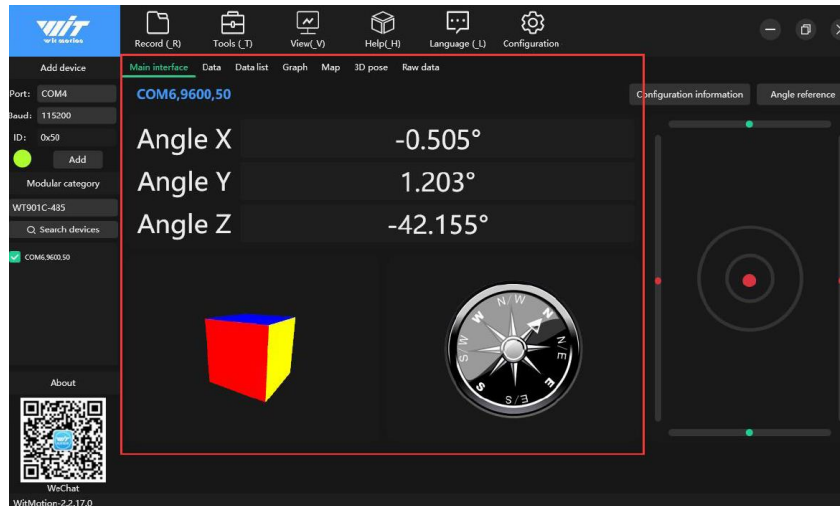 WiT
wit motion
Record (_R) Tools (_T) View(_V) Help(_H) Language (_L) Configuration
Add device
Main interface Data Data list Graph Map 3D pose Raw data
Port: COM4
COM6,9600,50
Configuration information Angle reference
Baud: 115200
ID: 0x50
Add
Angle X -0.505°
Angle Y 1.203°
Angle Z -42.155°
Modular category
WT901C-485
Search devices
COM6,9600,50
N/W N N/E E S/E S S/W W
About
WeChat
WitMotion-2.2.17.0